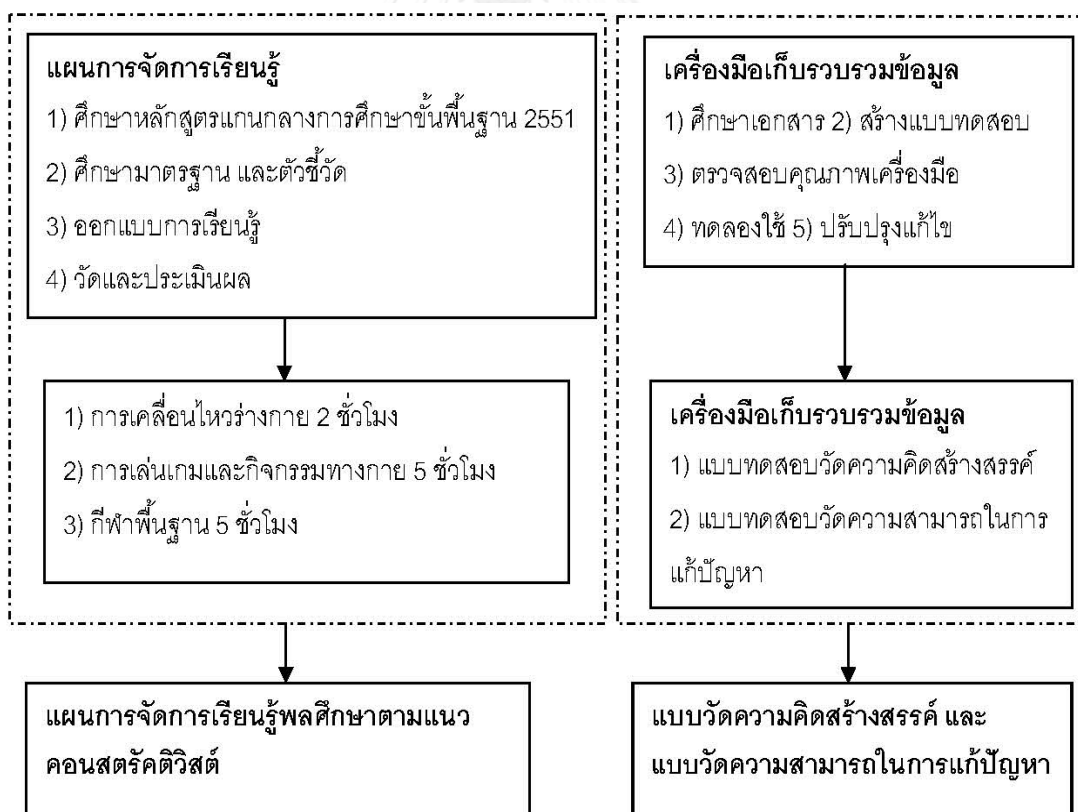 แผนการจัดการเรียนรู้
1) ศึกษาหลักสูตรแกนกลางการศึกษาขั้นพื้นฐาน 2551
2) ศึกษามาตรฐาน และตัวชี้วัด
3) ออกแบบการเรียนรู้
4) วัดและประเมินผล
1) การเคลื่อนไหวร่างกาย 2 ชั่วโมง
2) การเล่นเกมและกิจกรรมทางกาย 5 ชั่วโมง
3) กีฬาพื้นฐาน 5 ชั่วโมง
แผนการจัดการเรียนรู้พลศึกษาตามแนว
คอนสตรัคติวิสต์
เครื่องมือเก็บรวบรวมข้อมูล
1) ศึกษาเอกสาร 2) สร้างแบบทดสอบ
3) ตรวจสอบคุณภาพเครื่องมือ
4) ทดลองใช้ 5) ปรับปรุงแก้ไข
เครื่องมือเก็บรวบรวมข้อมูล
1) แบบทดสอบวัดความคิดสร้างสรรค์
2) แบบทดสอบวัดความสามารถในการ
แก้ปัญหา
แบบวัดความคิดสร้างสรรค์ และ
แบบวัดความสามารถในการแก้ปัญหา